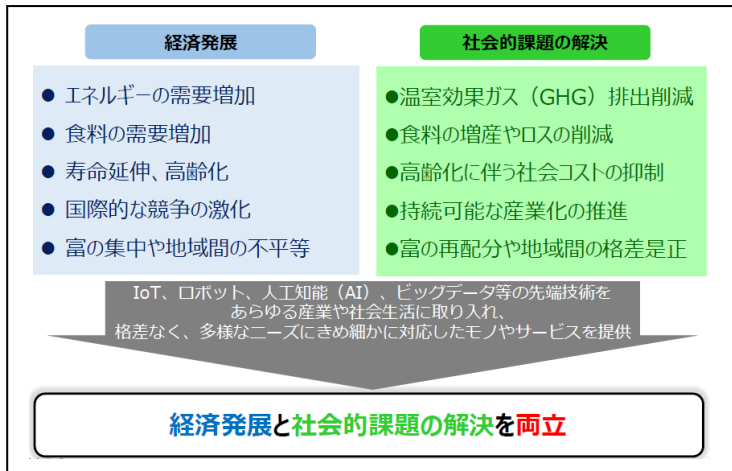 経済発展
● エネルギーの需要増加
● 食料の需要増加
● 寿命延伸、高齢化
● 国際的な競争の激化
● 富の集中や地域間の不平等
社会的課題の解決
●温室効果ガス（GHG）排出削減
●食料の増産やロスの削減
●高齢化に伴う社会コストの抑制
●持続可能な産業化の推進
●富の再配分や地域間の格差是正
IoT、ロボット、人工知能（AI）、ビッグデータ等の先端技術を
あらゆる産業や社会生活に取り入れ、
格差なく、多様なニーズにきめ細かに対応したモノやサービスを提供
経済発展と社会的課題の解決を両立